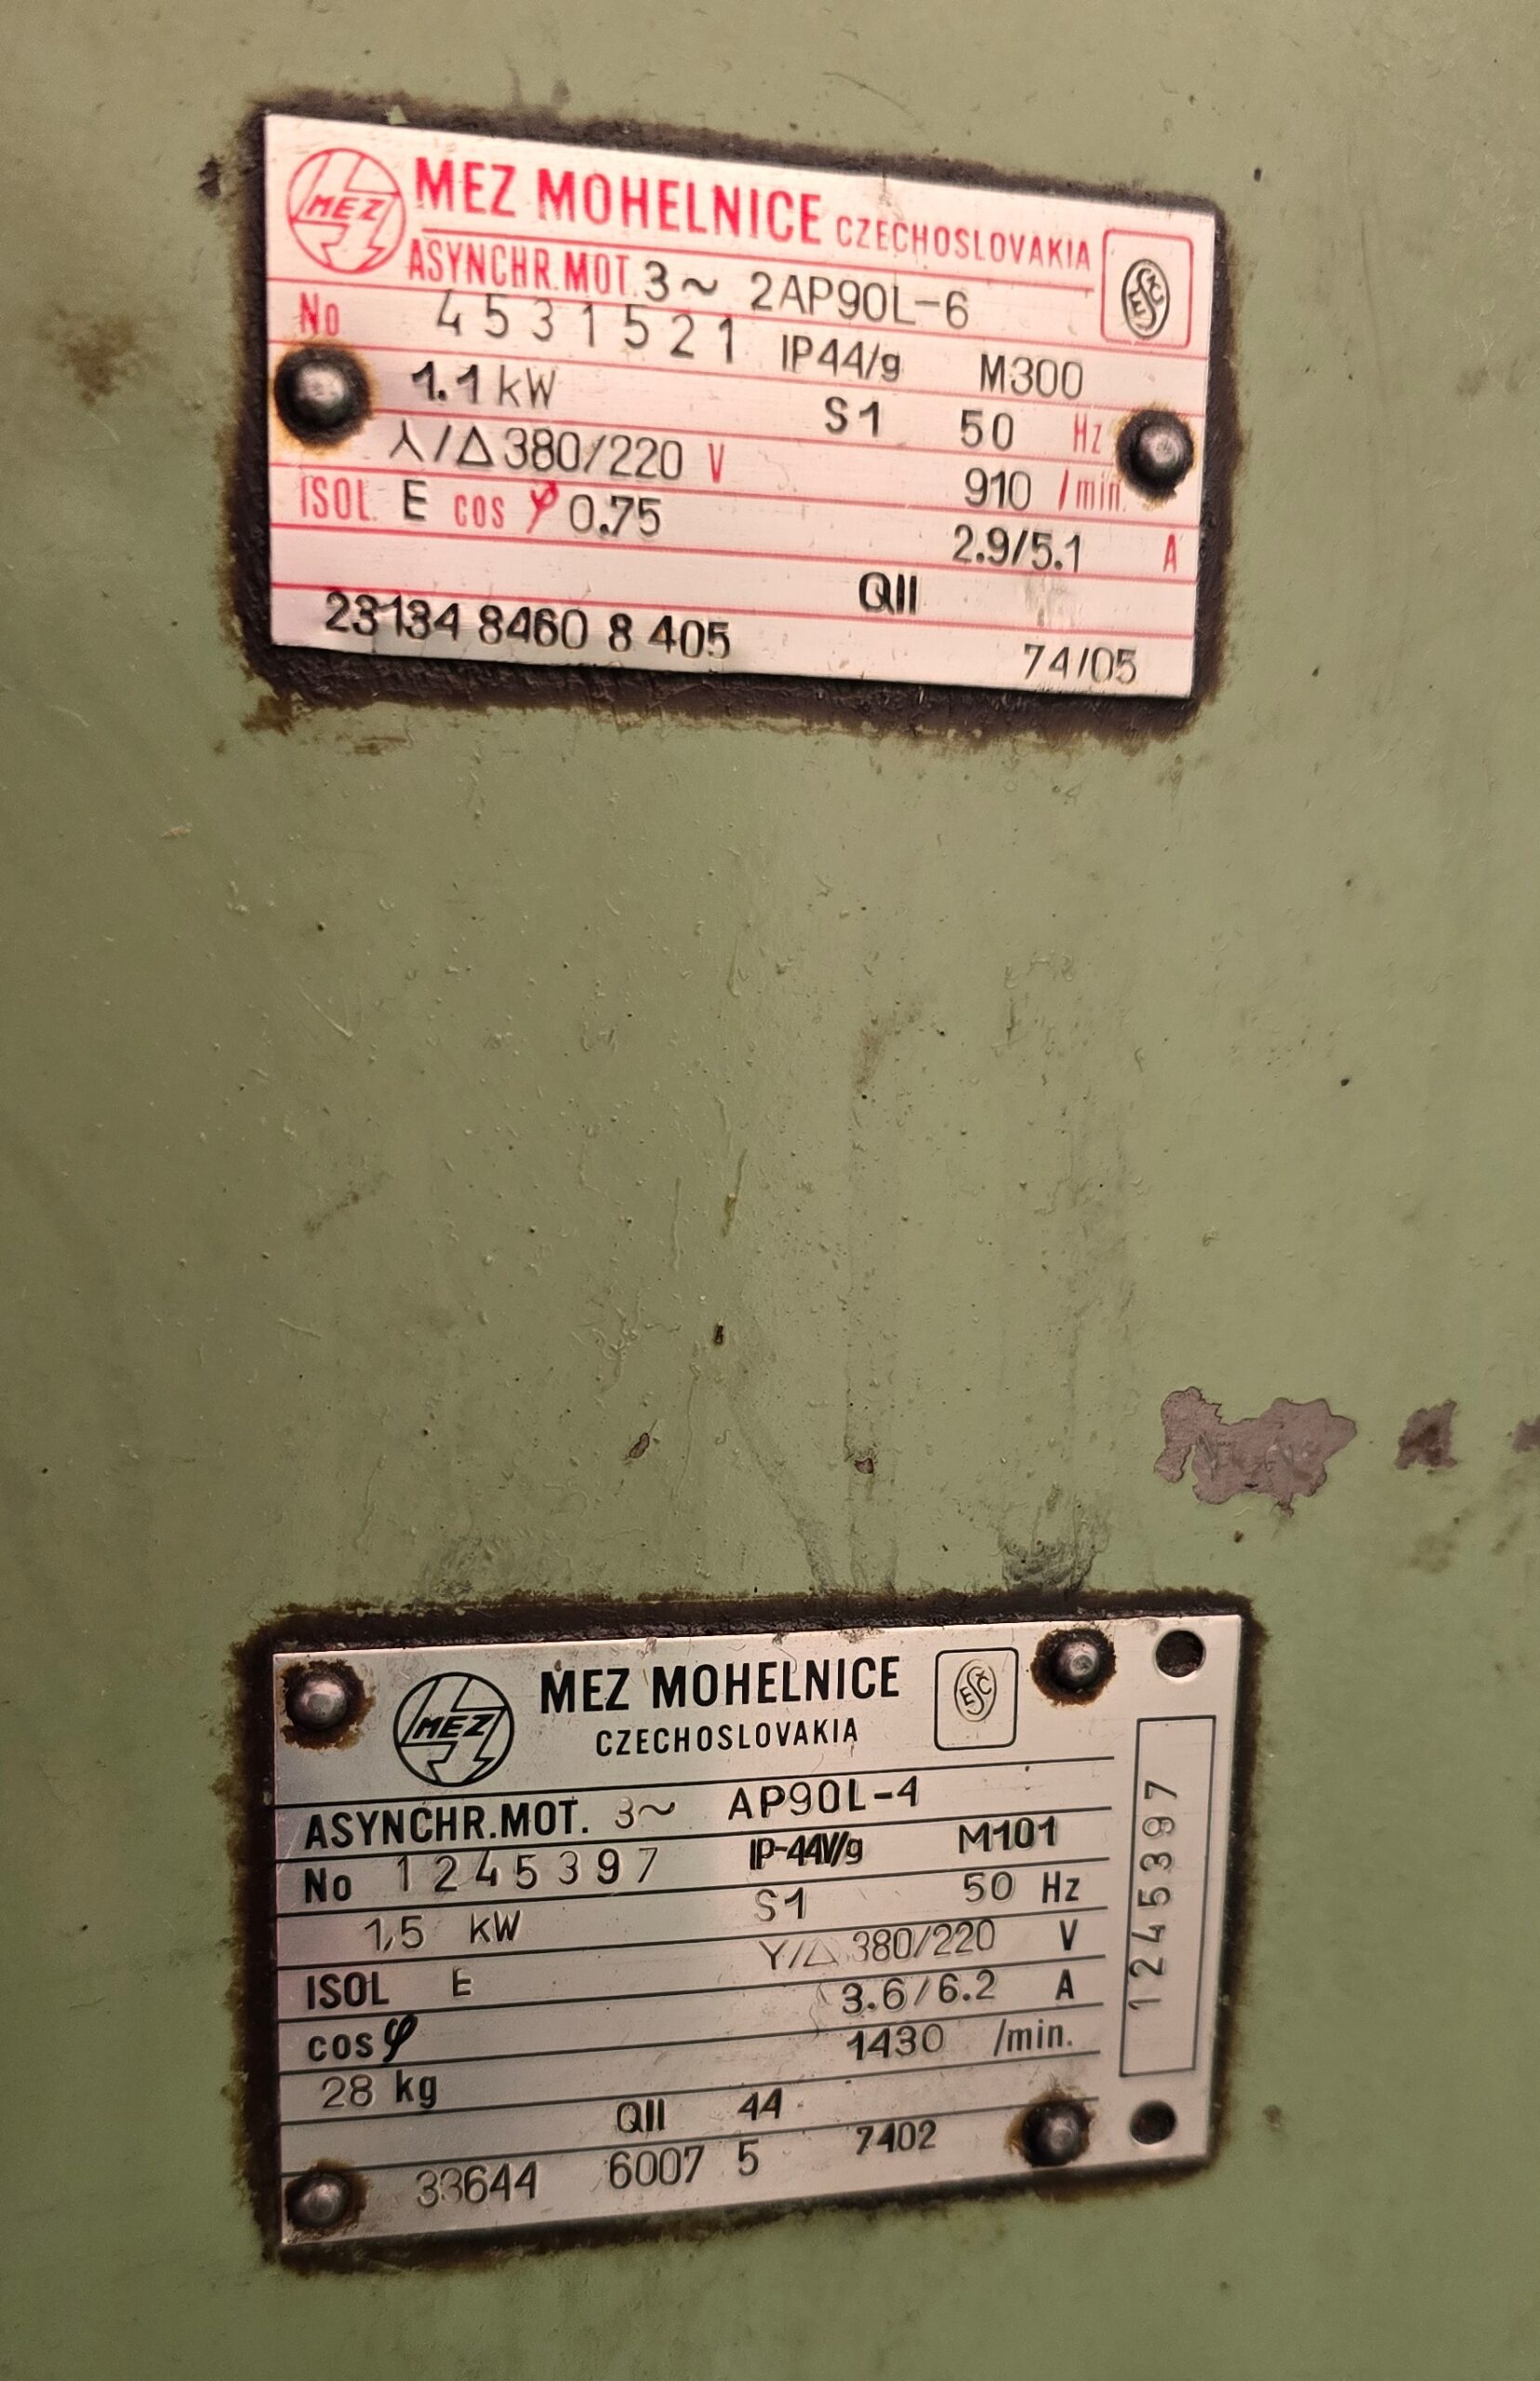 MEZ MEZ MOHELNICE CZECHOSLOVAKIA ESČ
ASYNCHR.MOT. 3~ 2AP90L-6
No 4531521 IP44/g M300
1.1 kW S1 50 Hz
⅄/△ 380/220 V 910 /min.
ISOL. E cos φ 0.75 2.9/5.1 A
QII
23134 8460 8 405 74/05
MEZ MEZ MOHELNICE ESČ
CZECHOSLOVAKIA
ASYNCHR.MOT. 3~ AP90L-4
No 1245397 IP-44V/g M101
1,5 KW S1 50 Hz
ISOL E Y/△ 380/220 V
cos φ 3.6/6.2 A
28 kg 1430 /min.
QII 44
33644 6007 5 7402
1245397